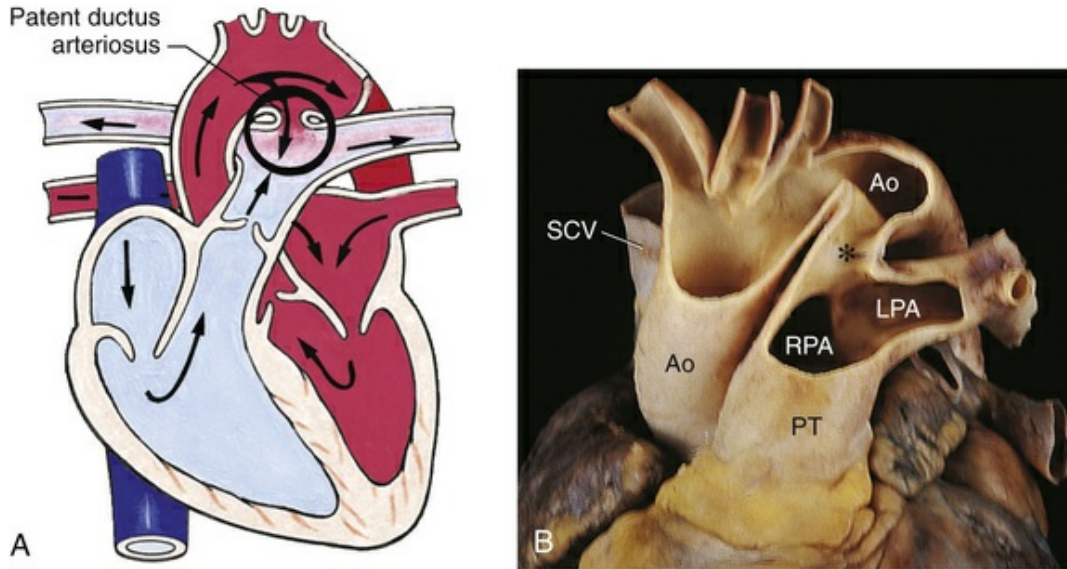 Patent ductus
arteriosus
A
SCV
Ao
*
LPA
RPA
Ao
PT
B